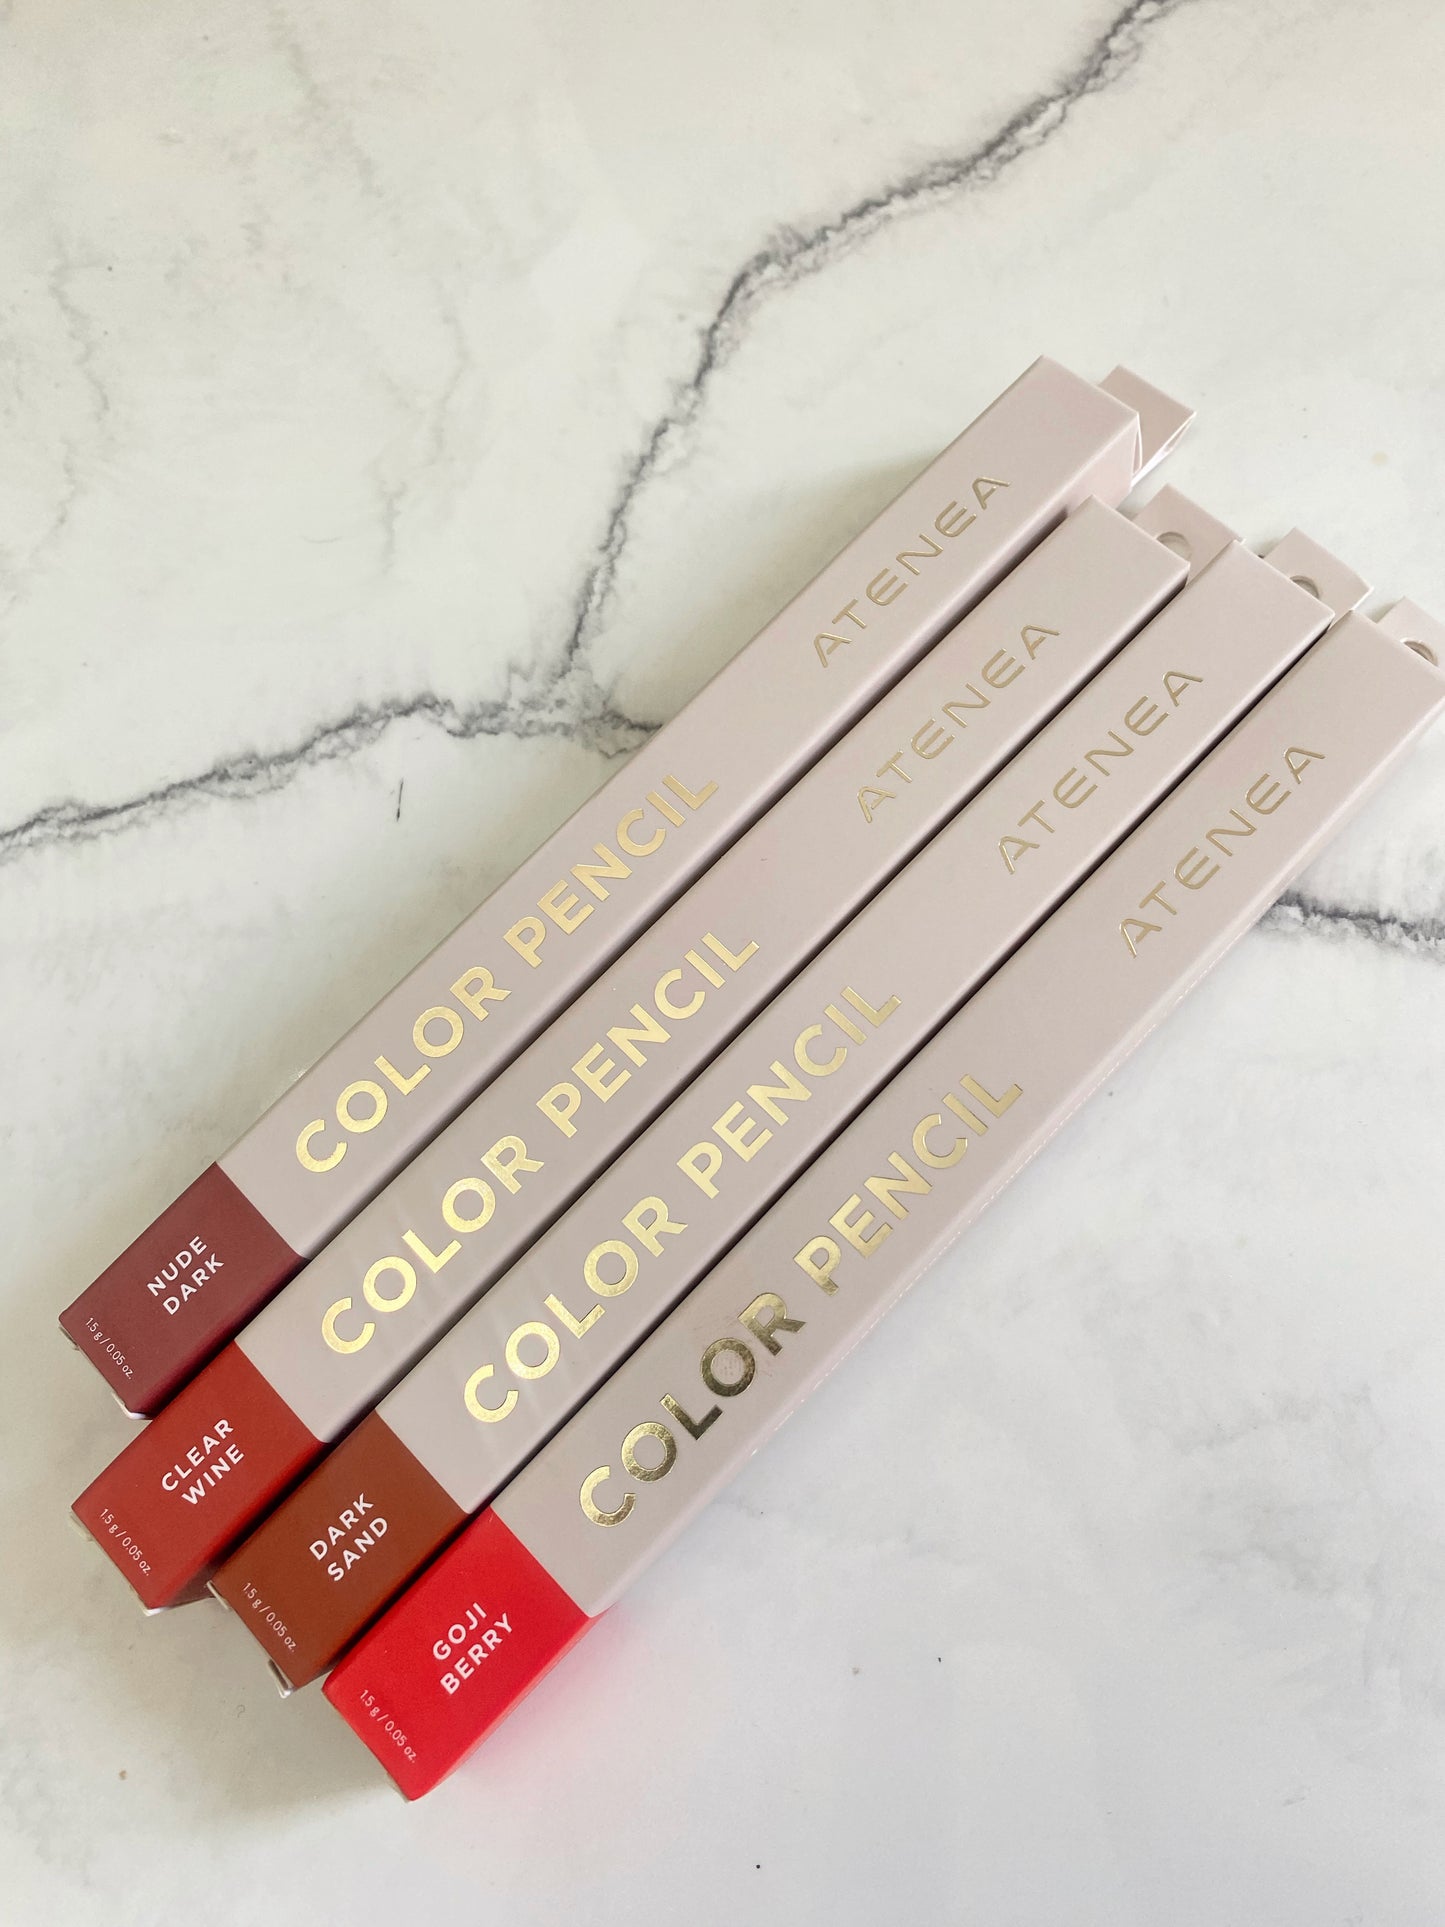 ATENEA
COLOR PENCIL
NUDE
DARK
1.5 g / 0.05 oz.
ATENEA
COLOR PENCIL
CLEAR
WINE
1.5 g / 0.05 oz.
ATENEA
COLOR PENCIL
DARK
SAND
1.5 g / 0.05 oz.
ATENEA
COLOR PENCIL
GOJI
BERRY
1.5 g / 0.05 oz.